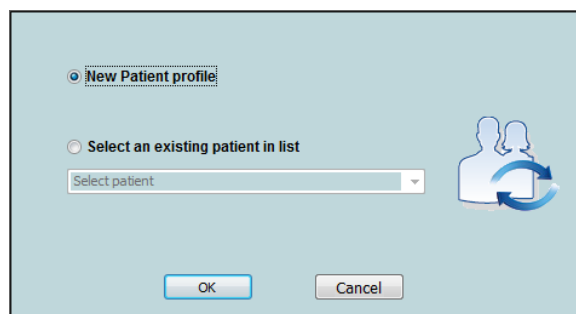 New Patient profile
Select an existing patient in list
Select patient
OK
Cancel